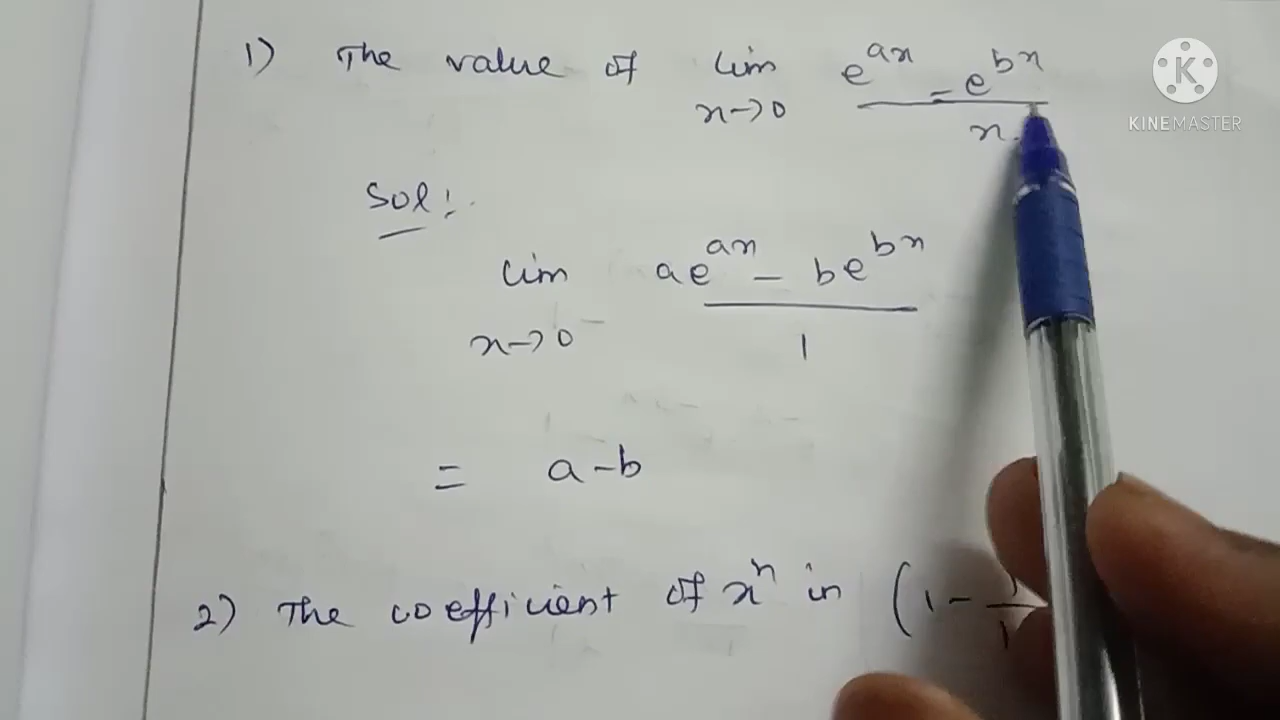 1) The value of lim e^ax - e^bx
x→0 x
Sol:
lim ae^ax - be^bx
x→0 1
= a-b
2) The coefficient of x^n in (1 -
K
KINEMASTER